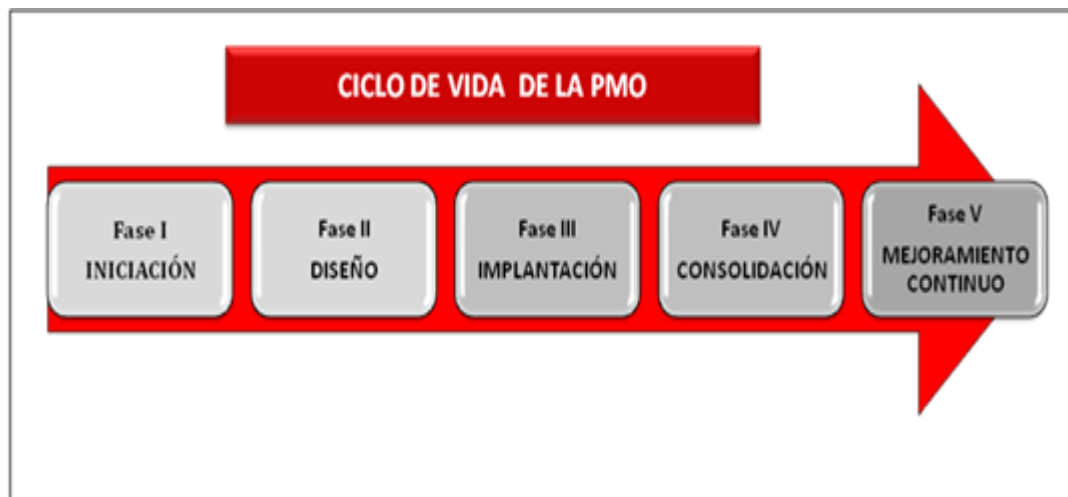 CICLO DE VIDA DE LA PMO
Fase I
INICIACIÓN
Fase II
DISEÑO
Fase III
IMPLANTACIÓN
Fase IV
CONSOLIDACIÓN
Fase V
MEJORAMIENTO
CONTINUO